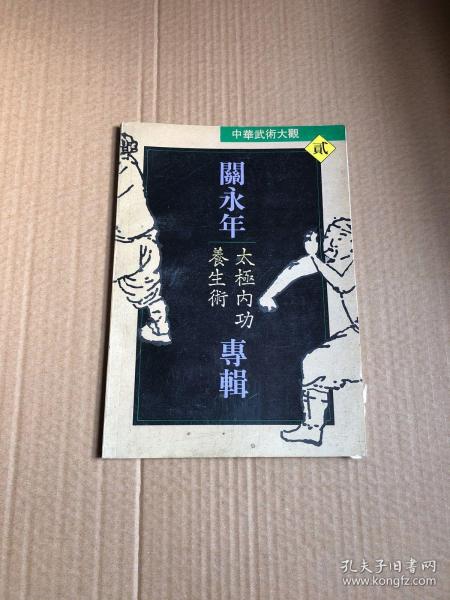 中華武術大觀
貳
關永年
太極內功
養生術
專輯
孔夫子旧书网
www.kongfz.com